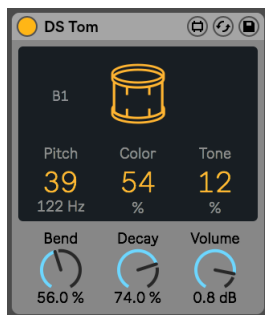 DS Tom
B1
Pitch Color Tone
39 54 12
122 Hz % %
Bend Decay Volume
56.0 % 74.0 % 0.8 dB